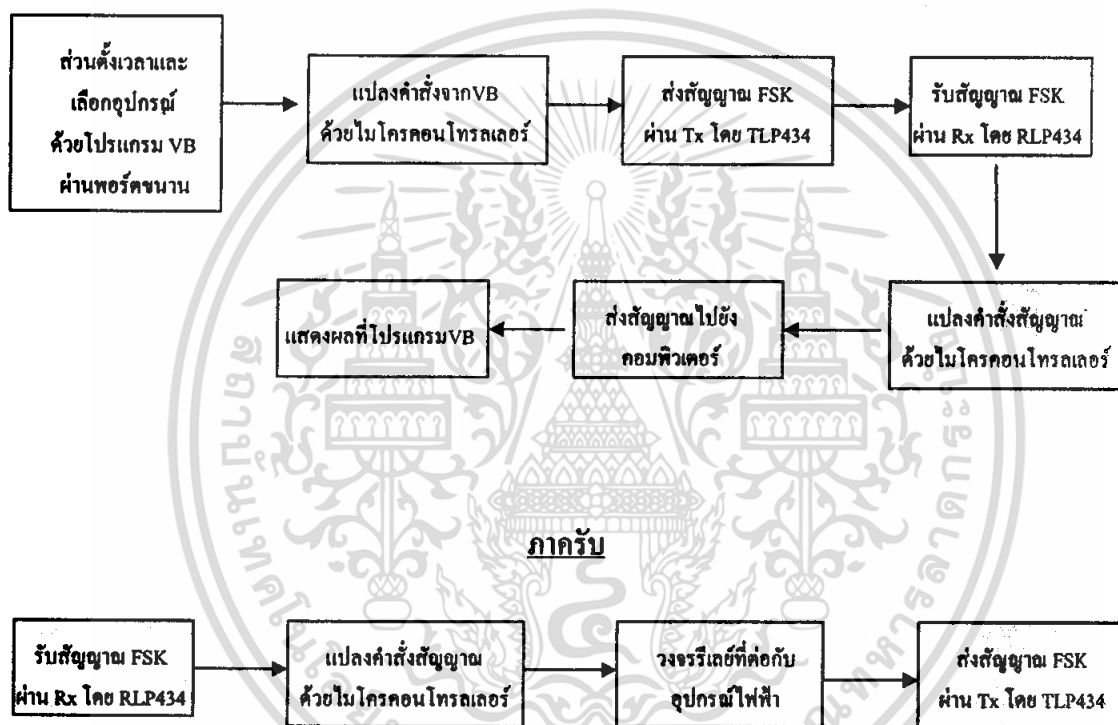 ส่วนตั้งเวลาและ
เลือกอุปกรณ์
ด้วยโปรแกรม VB
ผ่านพอร์ตขนาน
แปลงคำสั่งจากVB
ด้วยไมโครคอนโทรลเลอร์
ส่งสัญญาณ FSK
ผ่าน Tx โดย TLP434
รับสัญญาณ FSK
ผ่าน Rx โดย RLP434
แปลงคำสั่งสัญญาณ
ด้วยไมโครคอนโทรลเลอร์
ส่งสัญญาณไปยัง
คอมพิวเตอร์
แสดงผลที่โปรแกรมVB
ภาครับ
รับสัญญาณ FSK
ผ่าน Rx โดย RLP434
แปลงคำสั่งสัญญาณ
ด้วยไมโครคอนโทรลเลอร์
วงจรรีเลย์ที่ต่อกับ
อุปกรณ์ไฟฟ้า
ส่งสัญญาณ FSK
ผ่าน Tx โดย TLP434